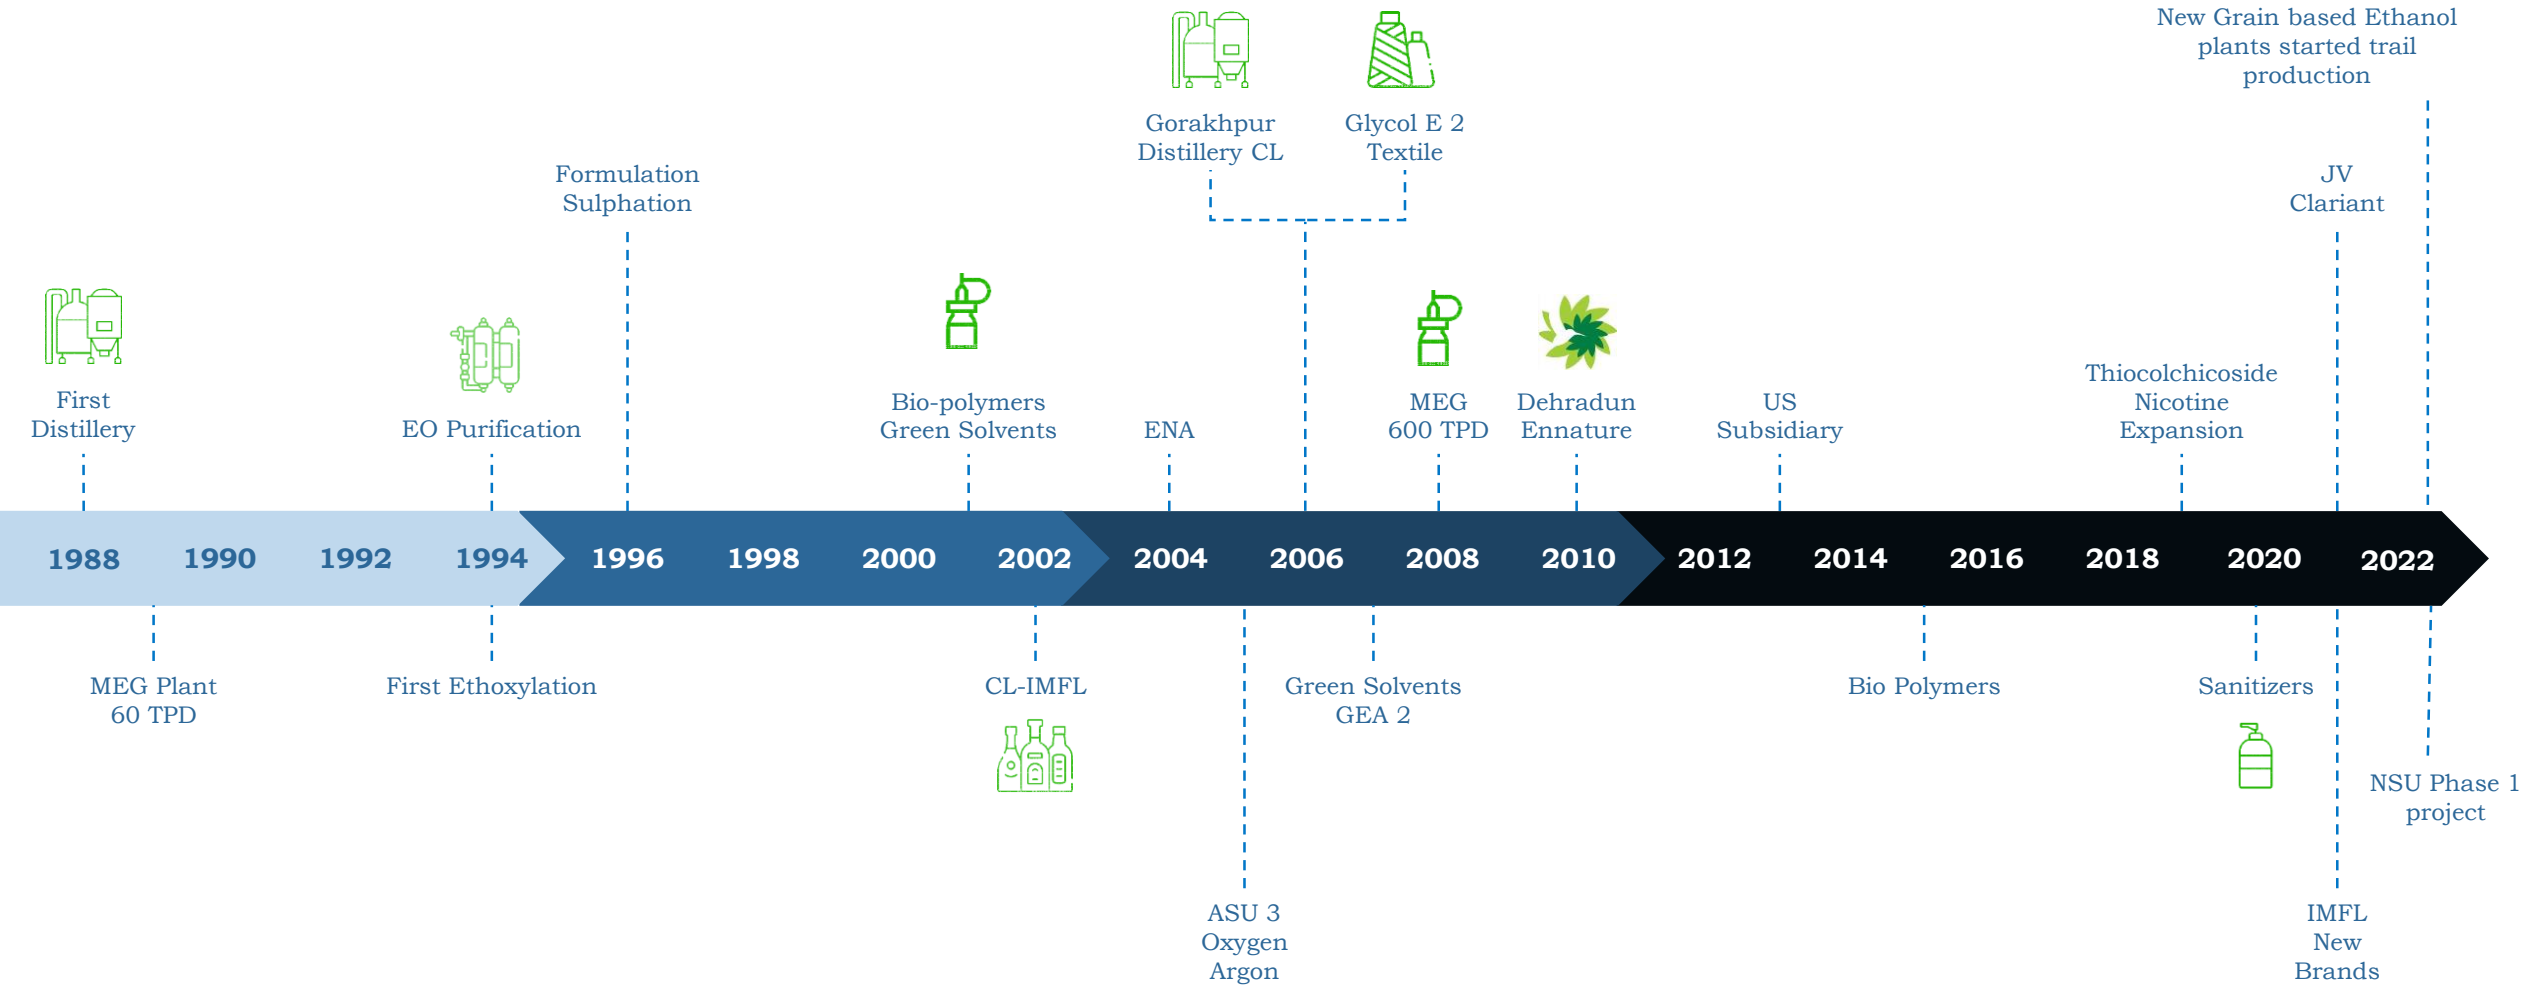 New Grain based Ethanol
plants started trail
production
Gorakhpur
Distillery CL
Glycol E 2
Textile
Formulation
Sulphation
JV
Clariant
First
Distillery
EO Purification
Bio-polymers
Green Solvents
ENA
MEG
600 TPD
Dehradun
Ennature
US
Subsidiary
Thiocolchicoside
Nicotine
Expansion
1988
1990
1992
1994
1996
1998
2000
2002
2004
2006
2008
2010
2012
2014
2016
2018
2020
2022
MEG Plant
60 TPD
First Ethoxylation
CL-IMFL
Green Solvents
GEA 2
Bio Polymers
Sanitizers
NSU Phase 1
project
ASU 3
Oxygen
Argon
IMFL
New
Brands